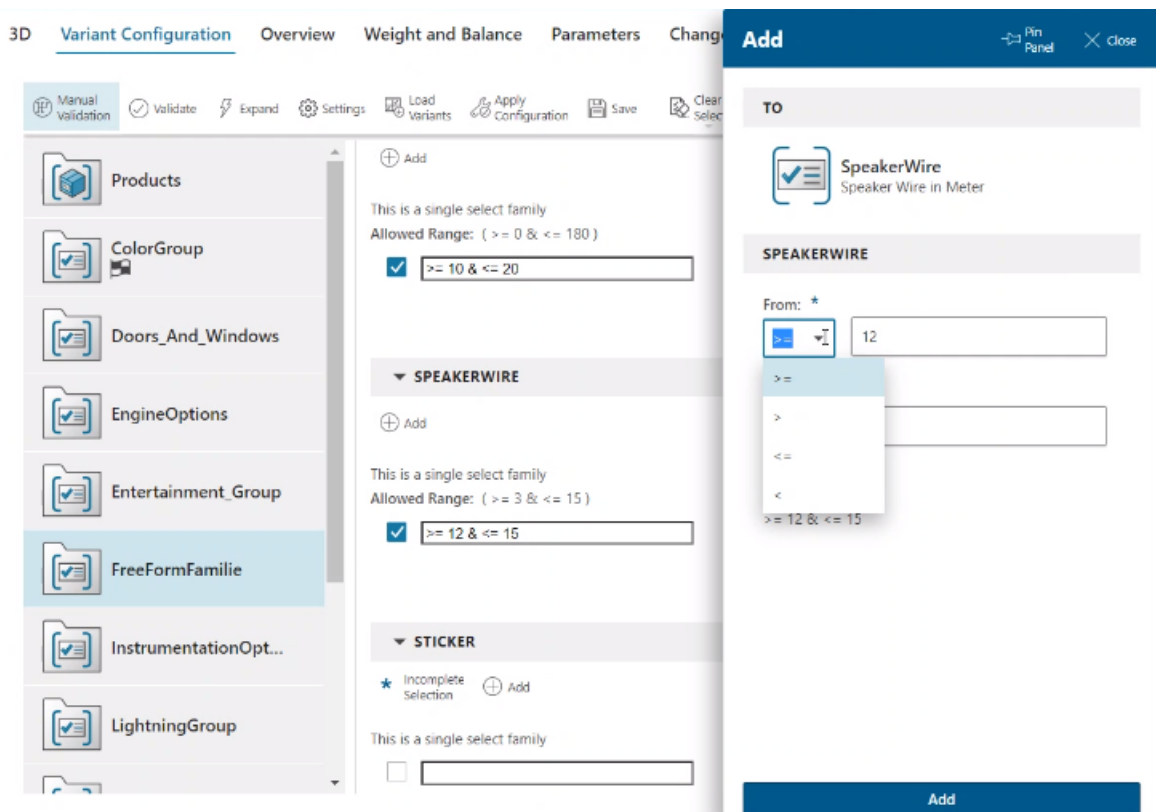 3D Variant Configuration Overview Weight and Balance Parameters
Manual Validation Validate Expand Settings Load Variants Apply Configuration Save Clear
Products
ColorGroup
Doors_And_Windows
EngineOptions
Entertainment_Group
FreeFormFamilie
InstrumentationOpt...
LightningGroup
Add
This is a single select family
Allowed Range: ( >= 0 & <= 180 )
>= 10 & <= 20
SPEAKERWIRE
Add
This is a single select family
Allowed Range: ( >= 3 & <= 15 )
>= 12 & <= 15
STICKER
* Incomplete Selection Add
This is a single select family
Add Pin Panel Close
TO
SpeakerWire
Speaker Wire in Meter
SPEAKERWIRE
From: *
>= 12
>=
>
<=
<
>= 12 & <= 15
Add